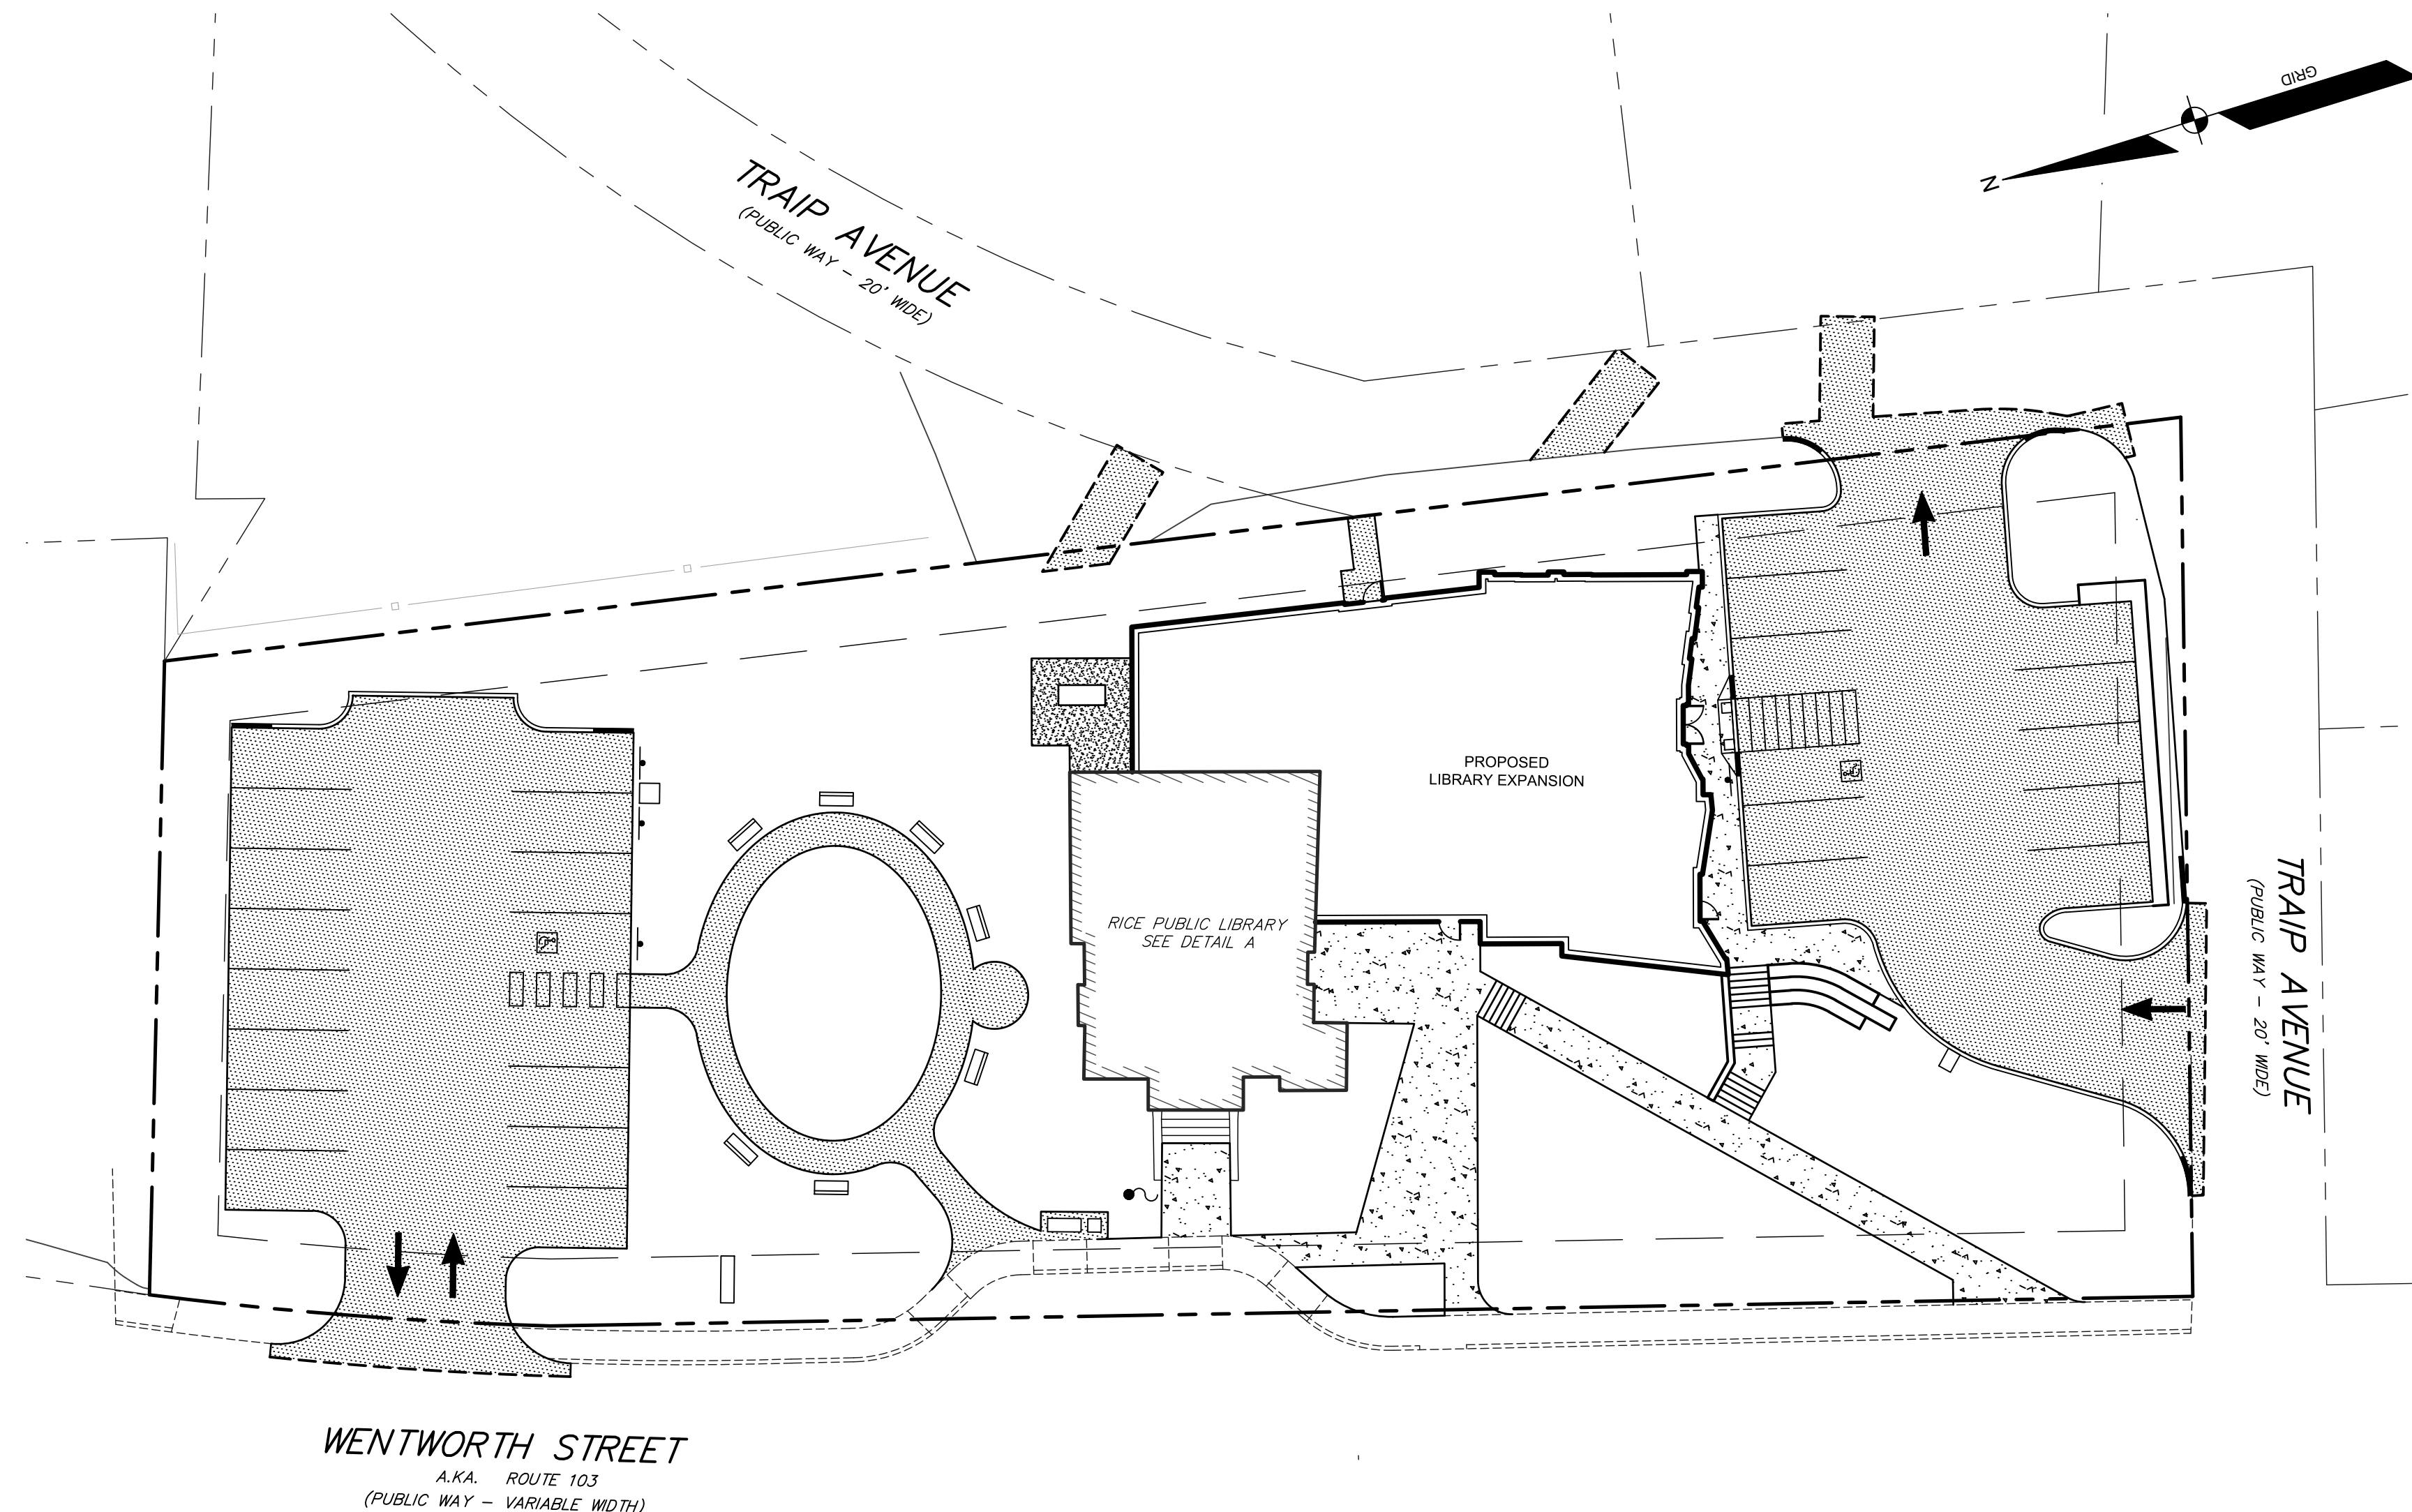 GRID
N
TRAIP AVENUE
(PUBLIC WAY - 20' WIDE)
PROPOSED
LIBRARY EXPANSION
RICE PUBLIC LIBRARY
SEE DETAIL A
TRAIP AVENUE
(PUBLIC WAY - 20' WIDE)
WENTWORTH STREET
A.KA. ROUTE 103
(PUBLIC WAY - VARIABLE WIDTH)